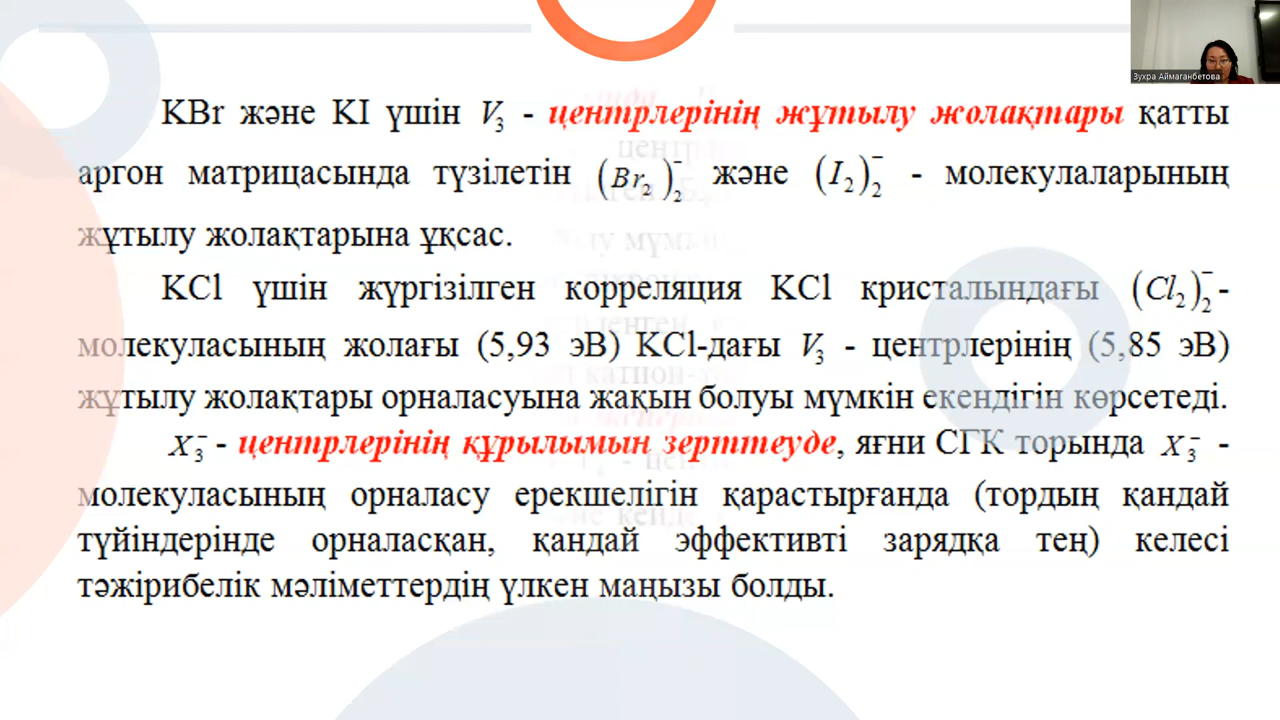 Зухра Аймаганбетова
KBr және KI үшін V₃ - центрлерінің жұтылу жолақтары қатты
аргон матрицасында түзілетін (Br₂)₂⁻ және (I₂)₂⁻ - молекулаларының
жұтылу жолақтарына ұқсас.
KCl үшін жүргізілген корреляция KCl кристалындағы (Cl₂)₂⁻-
молекуласының жолағы (5,93 эВ) KCl-дағы V₃ - центрлерінің (5,85 эВ)
жұтылу жолақтары орналасуына жақын болуы мүмкін екендігін көрсетеді.
X₃⁻ - центрлерінің құрылымын зерттеуде, яғни СГК торында X₃⁻ -
молекуласының орналасу ерекшелігін қарастырғанда (тордың қандай
түйіндерінде орналасқан, қандай эффективті зарядқа тең) келесі
тәжірибелік мәліметтердің үлкен маңызы болды.